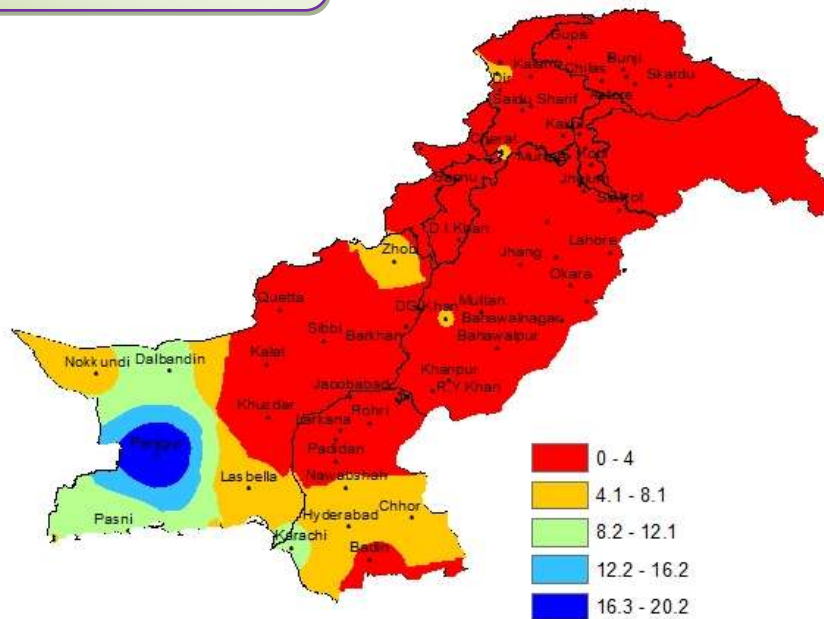 Gupis
Bunji
Chilas
Skardu
Dir
Astore
Saidu Sharif
Kakul
Cherat
Murree
Kotli
Jhelum
Sialkot
D.I.Khan
Zhob
Jhang
Lahore
Okara
Quetta
DG Khan
Multan
Bahawalnagar
Sibbi
Barkhan
Bahawalpur
Nokkundi
Dalbandin
Kalat
Khanpur
Jacobabad
R.Y.Khan
Khuzdar
Rohri
Larkana
Padidan
Panjgur
Lasbella
Nawabshah
Chhor
Hyderabad
Pasni
Karachi
Badin
0 - 4
4.1 - 8.1
8.2 - 12.1
12.2 - 16.2
16.3 - 20.2